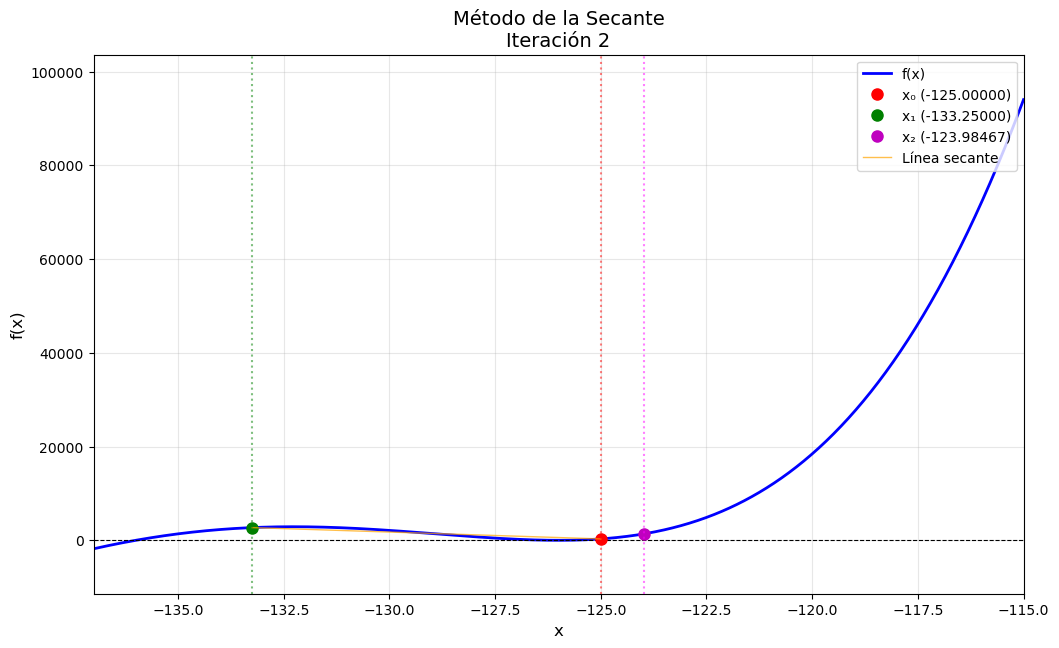 Método de la Secante
Iteración 2
f(x)
x₀ (-125.00000)
x₁ (-133.25000)
x₂ (-123.98467)
Línea secante
100000
80000
60000
40000
20000
0
f(x)
−135.0 −132.5 −130.0 −127.5 −125.0 −122.5 −120.0 −117.5 −115.0
x